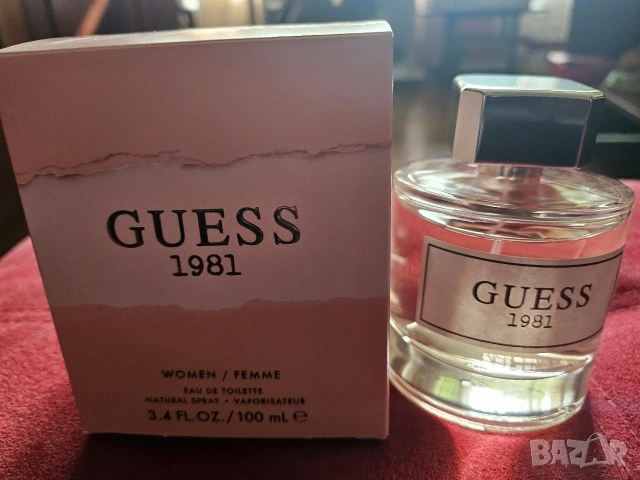 GUESS
1981
WOMEN / FEMME
EAU DE TOILETTE
NATURAL SPRAY • VAPORISATEUR
3.4 FL.OZ./100 mL ℮
GUESS
1981
BAZAR